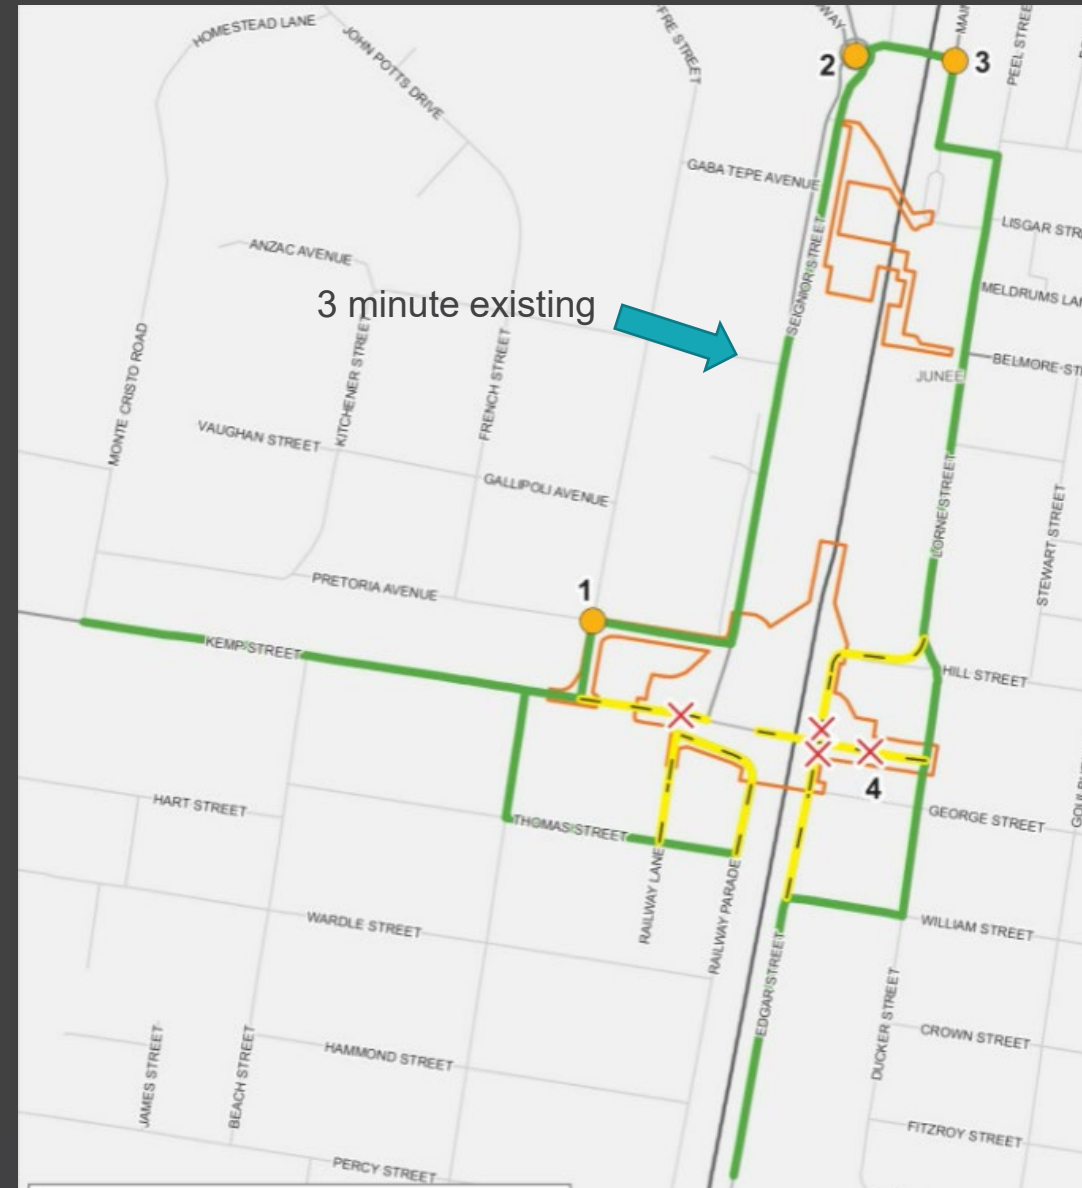 HOMESTEAD LANE
JOHN POTTS DRIVE
WAY
2
3
MAIN
PEEL STREE
FRE STREET
GABA TEPE AVENUE
LISGAR STR
ANZAC AVENUE
MELDRUMS LA
3 minute existing
SEIGNIOR STREET
BELMORE ST
JUNEE
MONTE CRISTO ROAD
KITCHENER STREET
FRENCH STREET
VAUGHAN STREET
GALLIPOLI AVENUE
LORNE STREET
STEWART STREET
PRETORIA AVENUE
1
KEMP STREET
HILL STREET
4
HART STREET
THOMAS STREET
GEORGE STREET
RAILWAY LANE
RAILWAY PARADE
WARDLE STREET
WILLIAM STREET
EDGAR STREET
DUCKER STREET
CROWN STREET
JAMES STREET
BEACH STREET
HAMMOND STREET
FITZROY STREET
PERCY STREET